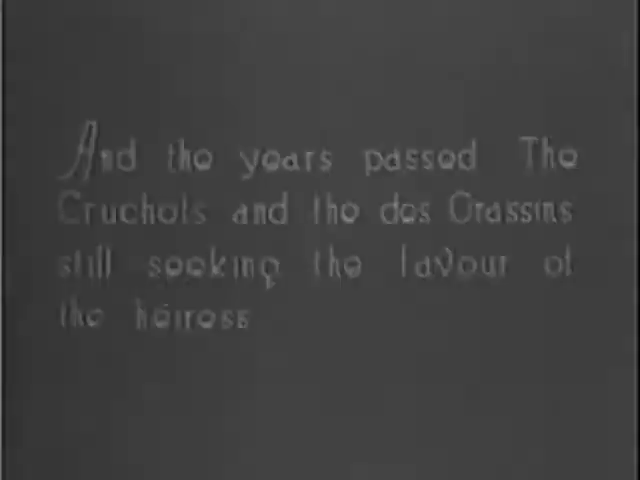 And the years passed The
Cruchots and the des Grassins
still seeking the favour of
the heiress